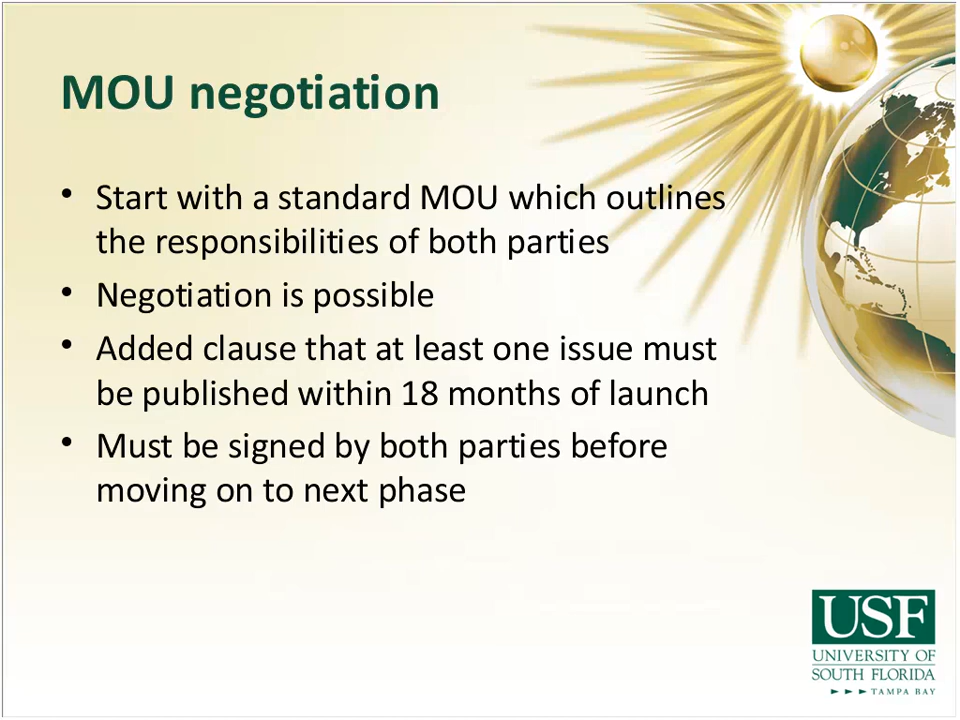 MOU negotiation
• Start with a standard MOU which outlines
the responsibilities of both parties
• Negotiation is possible
• Added clause that at least one issue must
be published within 18 months of launch
• Must be signed by both parties before
moving on to next phase
USF
UNIVERSITY OF
SOUTH FLORIDA
►►►TAMPA BAY